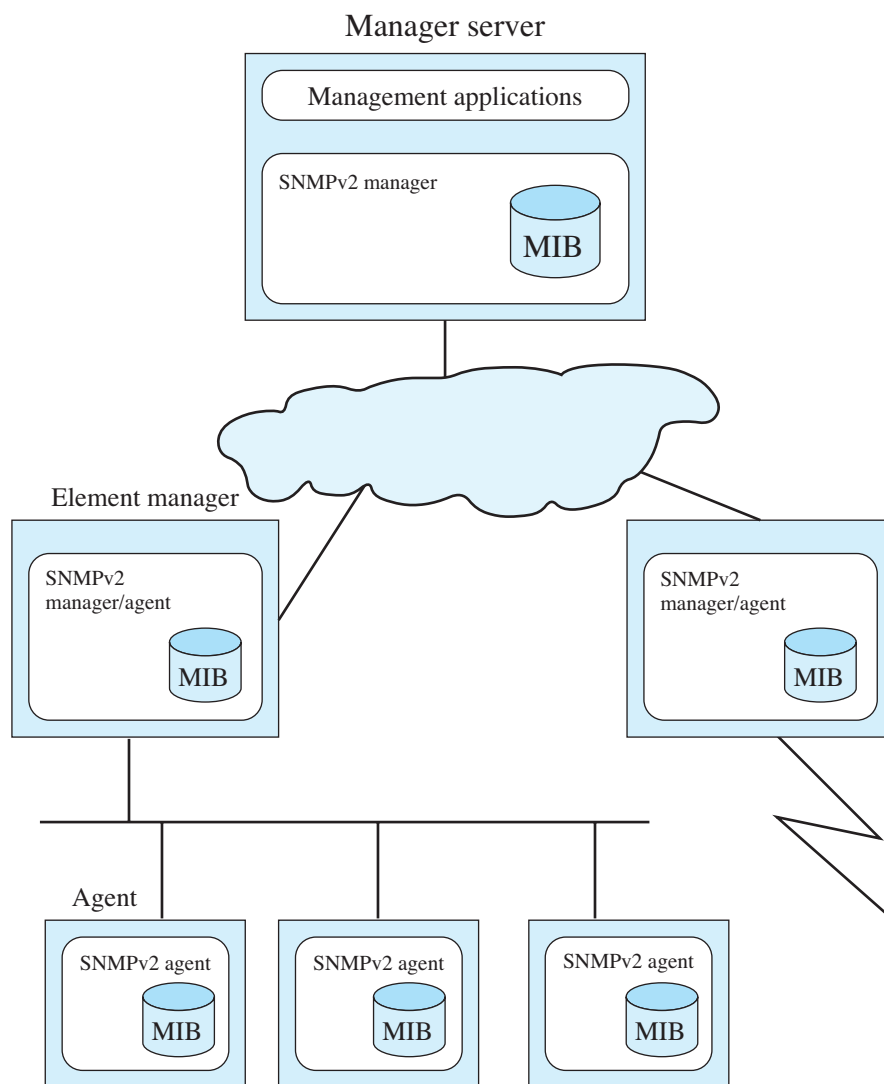 Manager server
Management applications
SNMPv2 manager
MIB
Element manager
SNMPv2
manager/agent
MIB
SNMPv2
manager/agent
MIB
Agent
SNMPv2 agent
MIB
SNMPv2 agent
MIB
SNMPv2 agent
MIB